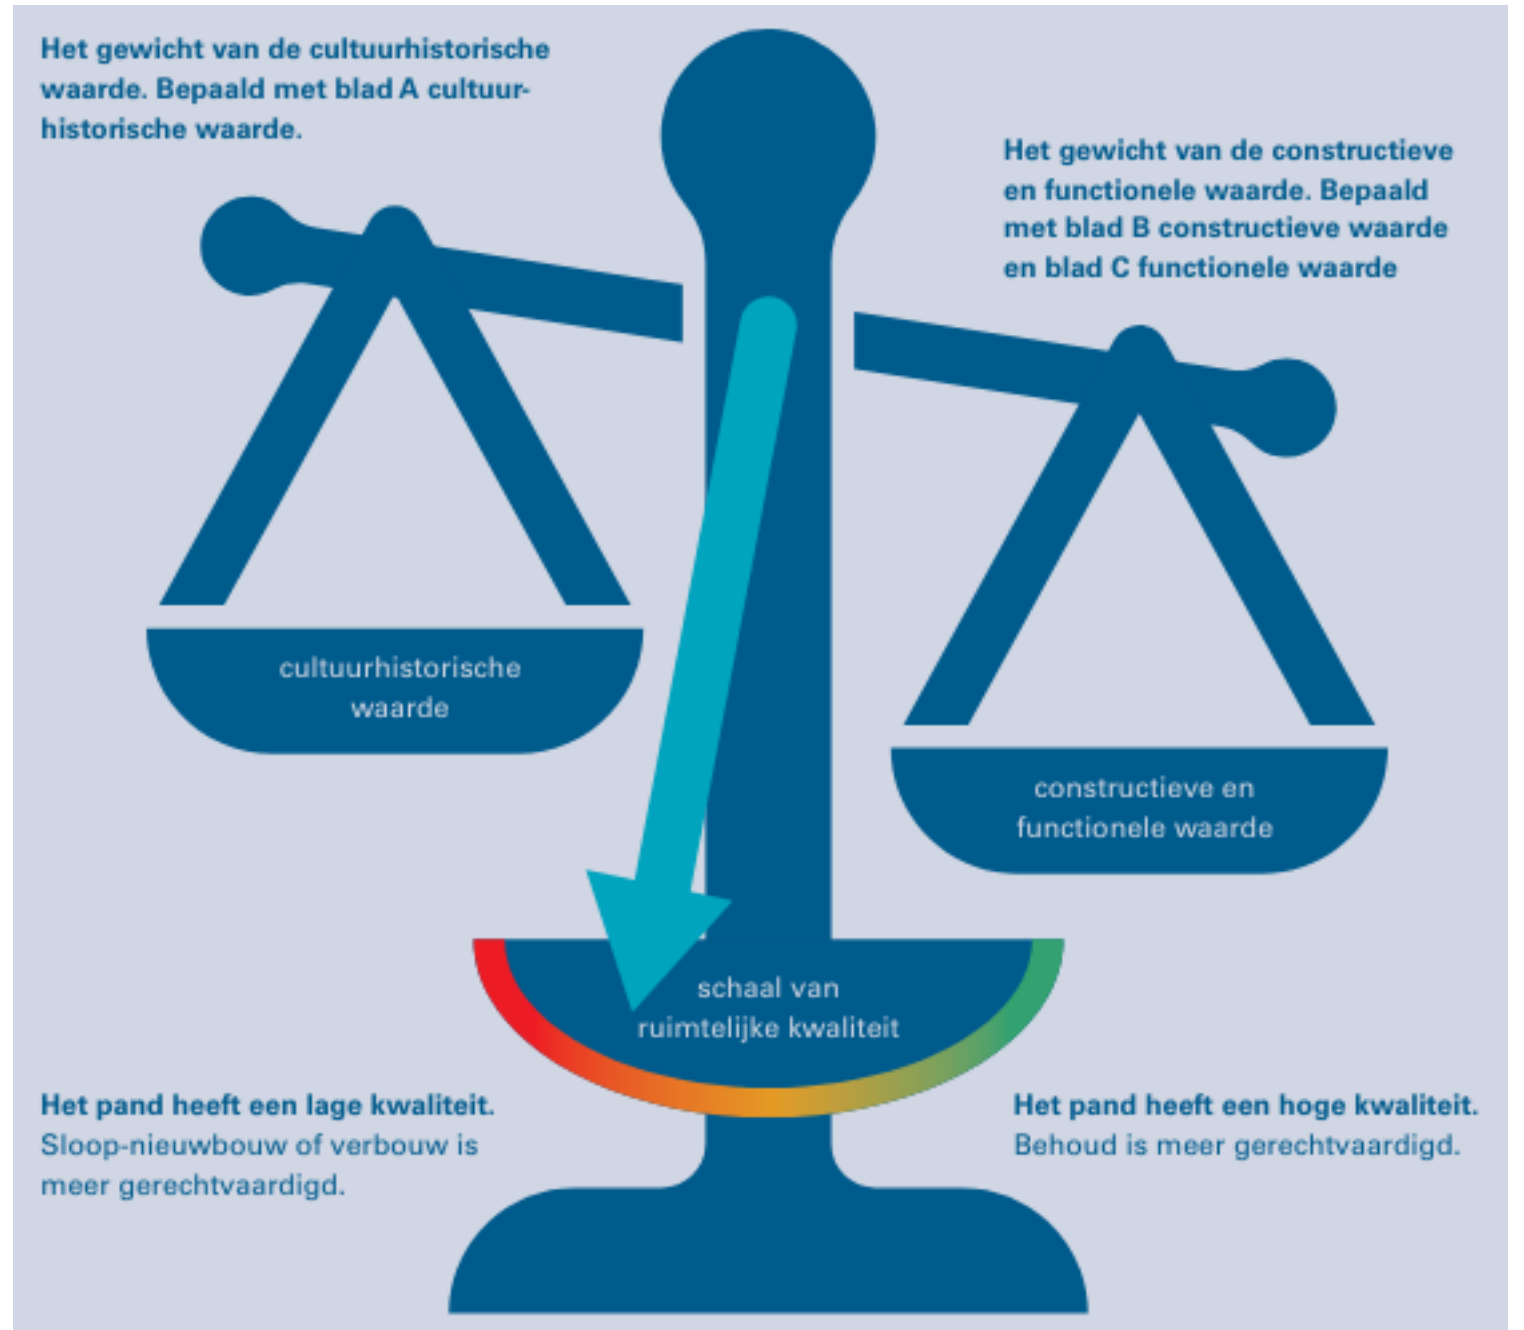 Het gewicht van de cultuurhistorische
waarde. Bepaald met blad A cultuur-
historische waarde.
Het gewicht van de constructieve
en functionele waarde. Bepaald
met blad B constructieve waarde
en blad C functionele waarde
cultuurhistorische
waarde
constructieve en
functionele waarde
schaal van
ruimtelijke kwaliteit
Het pand heeft een lage kwaliteit.
Sloop-nieuwbouw of verbouw is
meer gerechtvaardigd.
Het pand heeft een hoge kwaliteit.
Behoud is meer gerechtvaardigd.